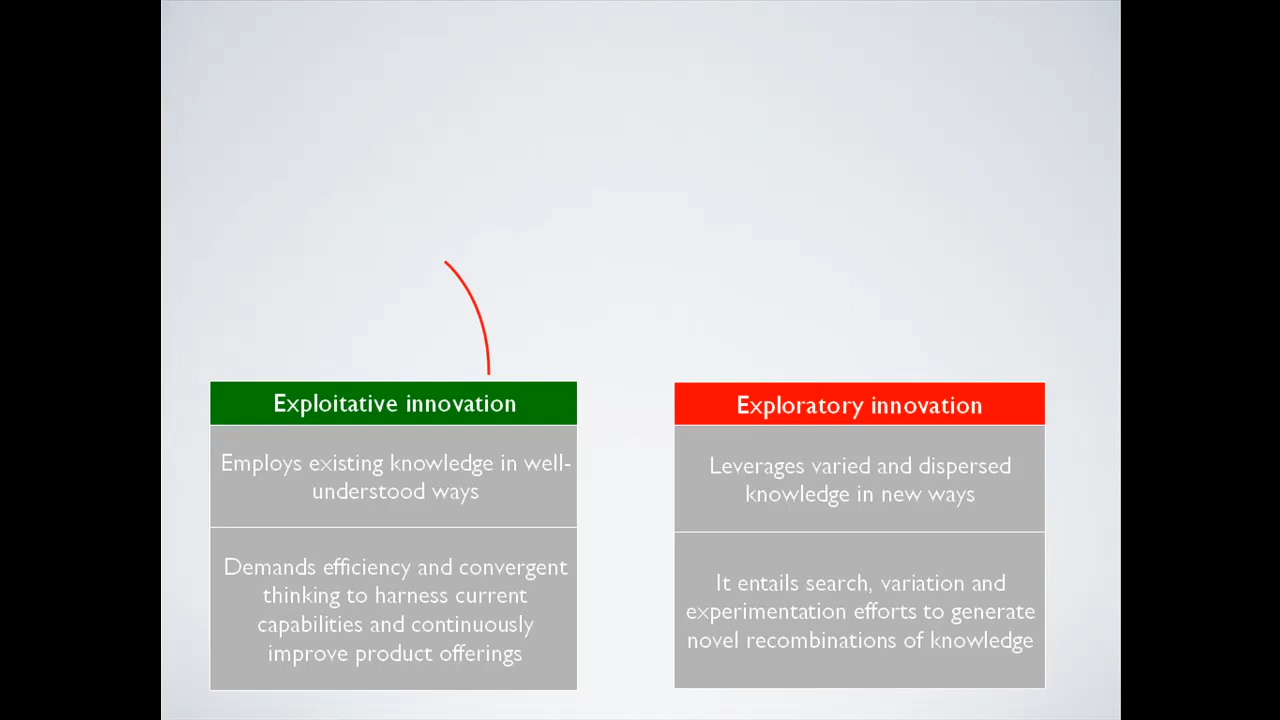 Exploitative innovation
Employs existing knowledge in well-
understood ways
Demands efficiency and convergent
thinking to harness current
capabilities and continuously
improve product offerings
Exploratory innovation
Leverages varied and dispersed
knowledge in new ways
It entails search, variation and
experimentation efforts to generate
novel recombinations of knowledge